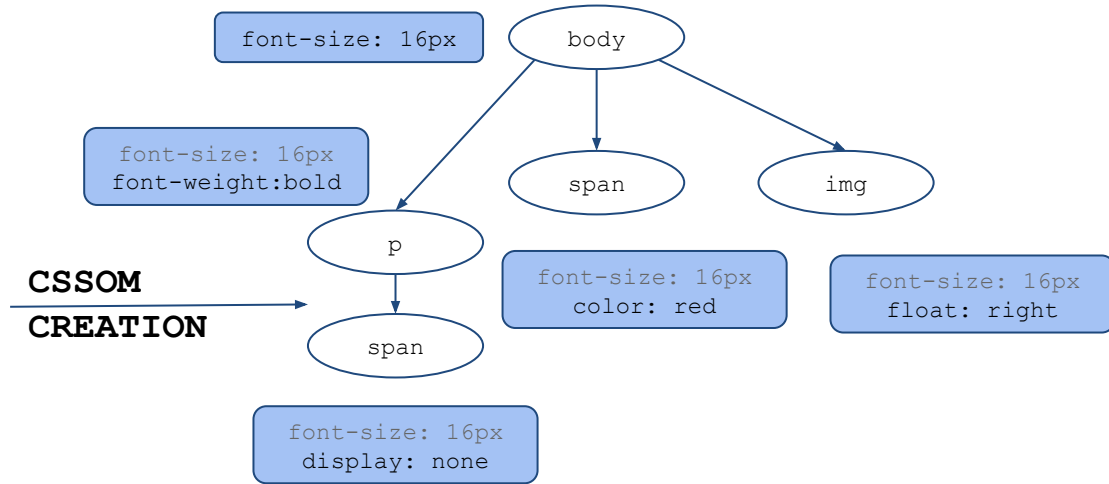 font-size: 16px
body
font-size: 16px
font-weight:bold
span
img
p
CSSOM
CREATION
font-size: 16px
color: red
font-size: 16px
float: right
span
font-size: 16px
display: none